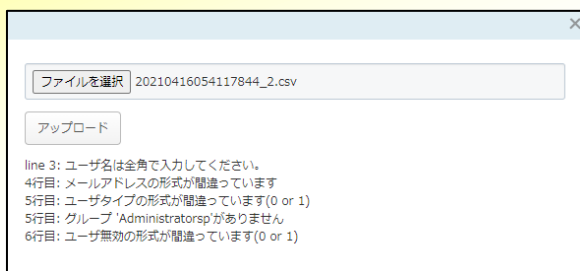 ×
ファイルを選択 20210416054117844_2.csv
アップロード
line 3: ユーザ名は全角で入力してください。
4行目: メールアドレスの形式が間違っています
5行目: ユーザタイプの形式が間違っています(0 or 1)
5行目: グループ 'Administratorsp'がありません
6行目: ユーザ無効の形式が間違っています(0 or 1)